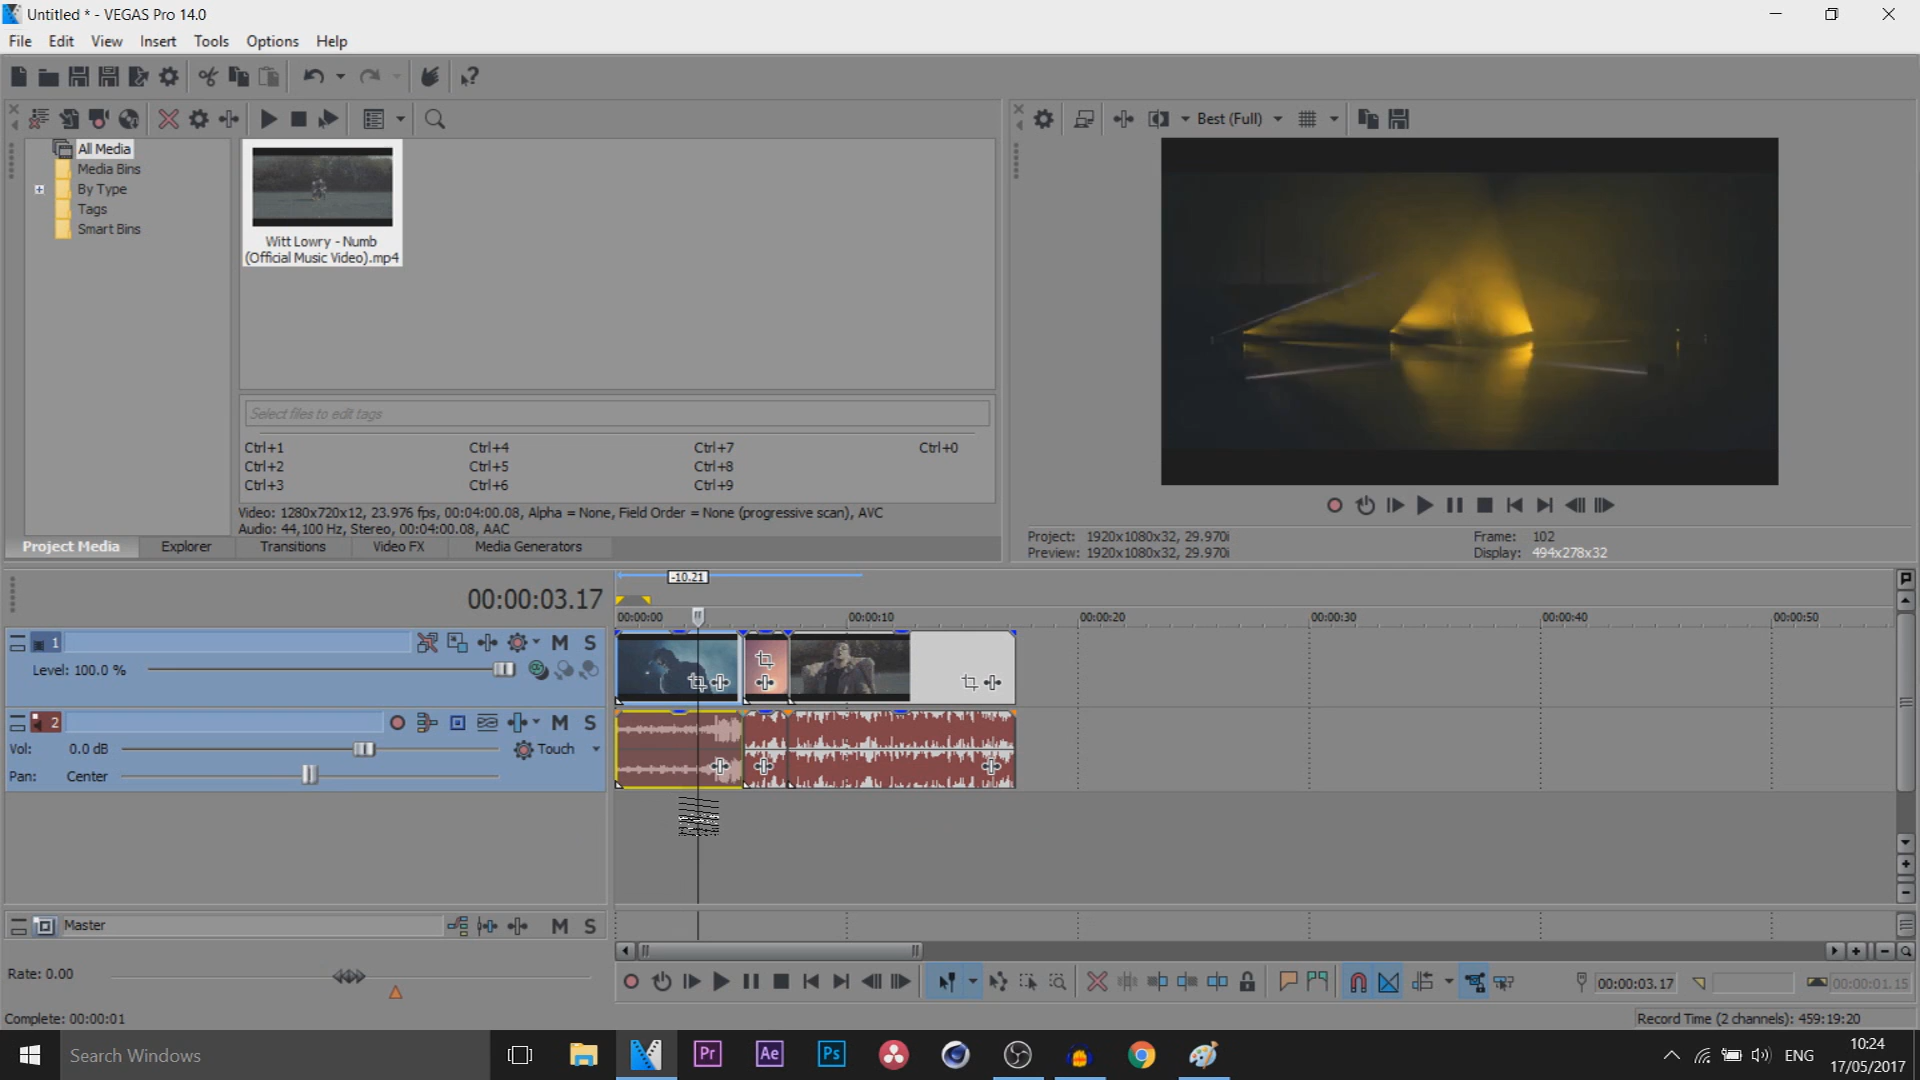 Untitled * - VEGAS Pro 14.0
File Edit View Insert Tools Options Help
Best (Full)
All Media
Media Bins
By Type
Tags
Smart Bins
Witt Lowry - Numb
(Official Music Video).mp4
Select files to edit tags
Ctrl+1 Ctrl+4 Ctrl+7 Ctrl+0
Ctrl+2 Ctrl+5 Ctrl+8
Ctrl+3 Ctrl+6 Ctrl+9
Video: 1280x720x12, 23.976 fps, 00:04:00.08, Alpha = None, Field Order = None (progressive scan), AVC
Audio: 44,100 Hz, Stereo, 00:04:00.08, AAC
Project Media Explorer Transitions Video FX Media Generators
Project: 1920x1080x32, 29.970i Frame: 102
Preview: 1920x1080x32, 29.970i Display: 494x278x32
-10.21
00:00:03.17
00:00:00 00:00:10 00:00:20 00:00:30 00:00:40 00:00:50
1 M S
Level: 100.0 %
2 M S
Vol: 0.0 dB Touch
Pan: Center
Master M S
Rate: 0.00
00:00:03.17 00:00:01.15
Complete: 00:00:01
Record Time (2 channels): 459:19:20
Search Windows
Pr Ae Ps
ENG
10:24
17/05/2017